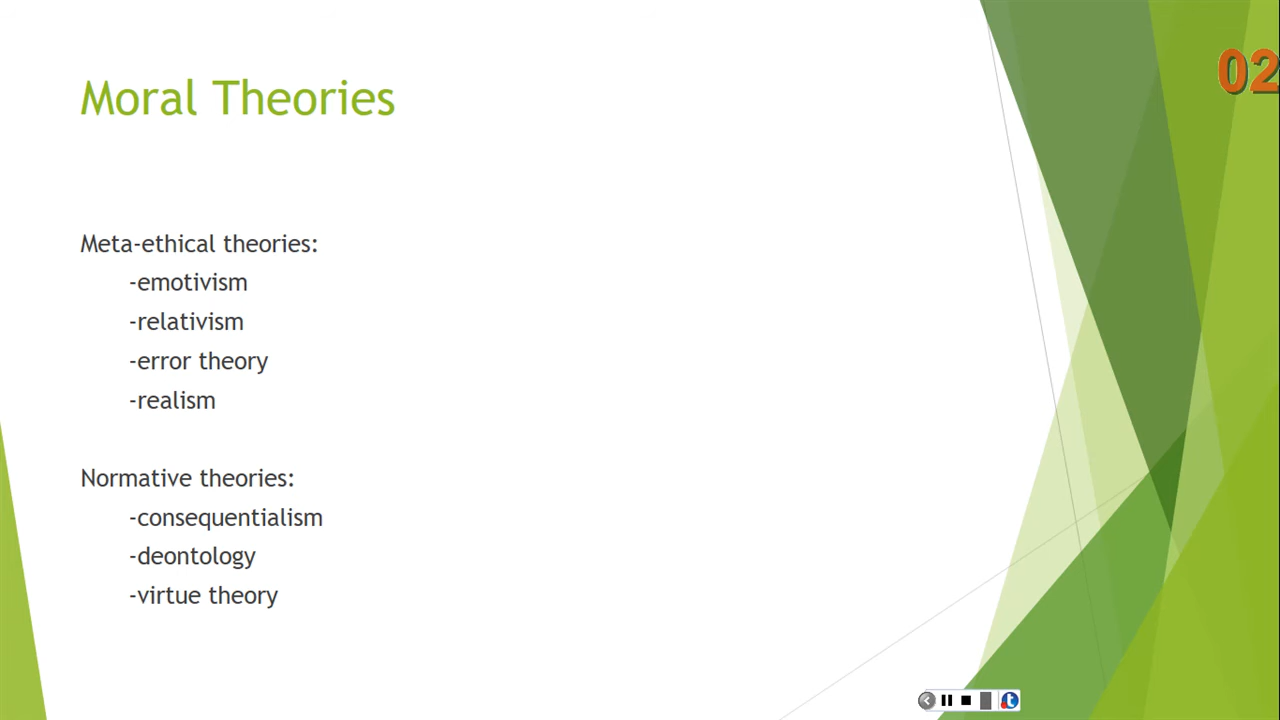 Moral Theories
02
Meta-ethical theories:
-emotivism
-relativism
-error theory
-realism
Normative theories:
-consequentialism
-deontology
-virtue theory
t